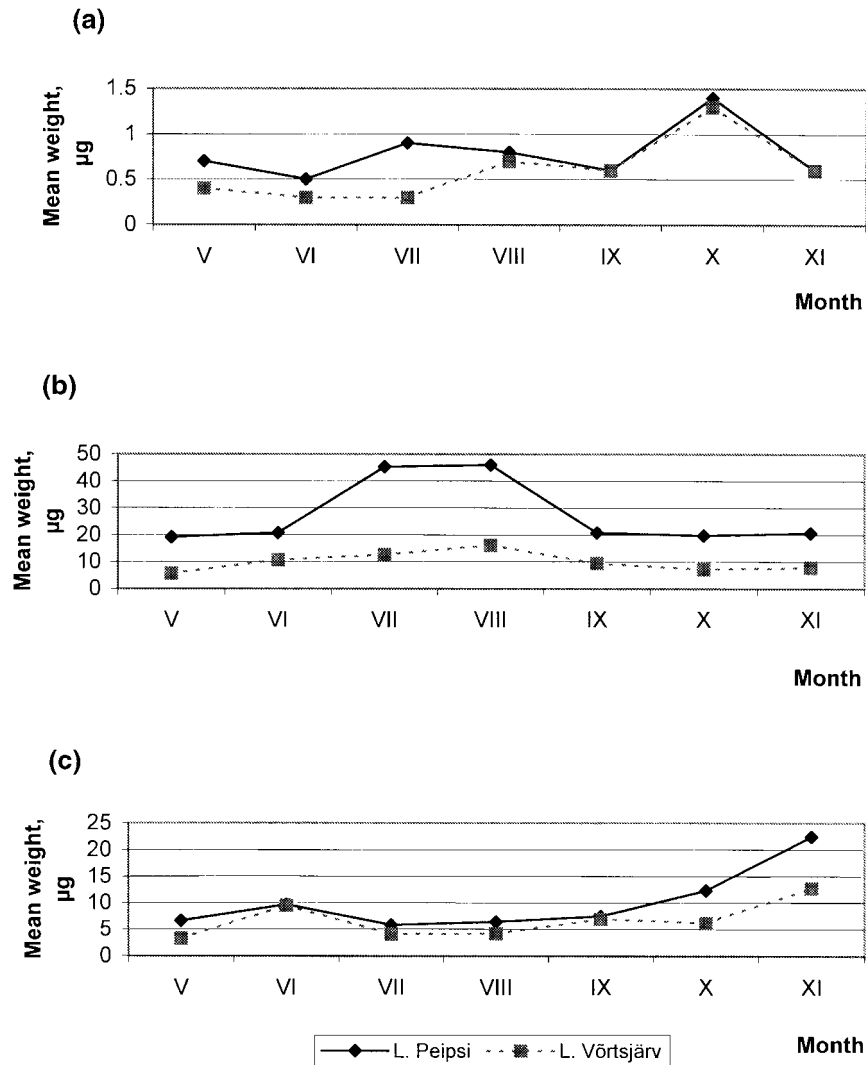 (a)
Mean weight,
µg
1.5
1
0.5
0
V VI VII VIII IX X XI
Month
(b)
Mean weight,
µg
50
40
30
20
10
0
V VI VII VIII IX X XI
Month
(c)
Mean weight,
µg
25
20
15
10
5
0
V VI VII VIII IX X XI
Month
L. Peipsi L. Võrtsjärv